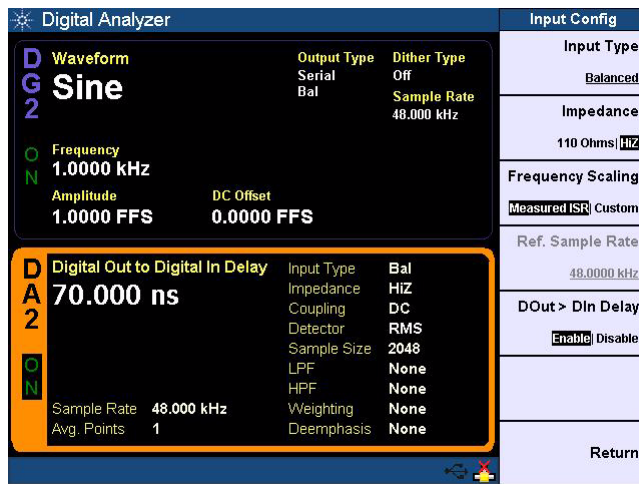 Digital Analyzer
DG2
ON
Waveform
Sine
Output Type
Serial
Bal
Dither Type
Off
Sample Rate
48.000 kHz
Frequency
1.0000 kHz
Amplitude
1.0000 FFS
DC Offset
0.0000 FFS
DA2
ON
Digital Out to Digital In Delay
70.000 ns
Input Type Bal
Impedance HiZ
Coupling DC
Detector RMS
Sample Size 2048
LPF None
HPF None
Weighting None
Deemphasis None
Sample Rate 48.000 kHz
Avg. Points 1
Input Config
Input Type
Balanced
Impedance
110 Ohms| HiZ
Frequency Scaling
Measured ISR| Custom
Ref. Sample Rate
48.0000 kHz
DOut > DIn Delay
Enable| Disable
Return